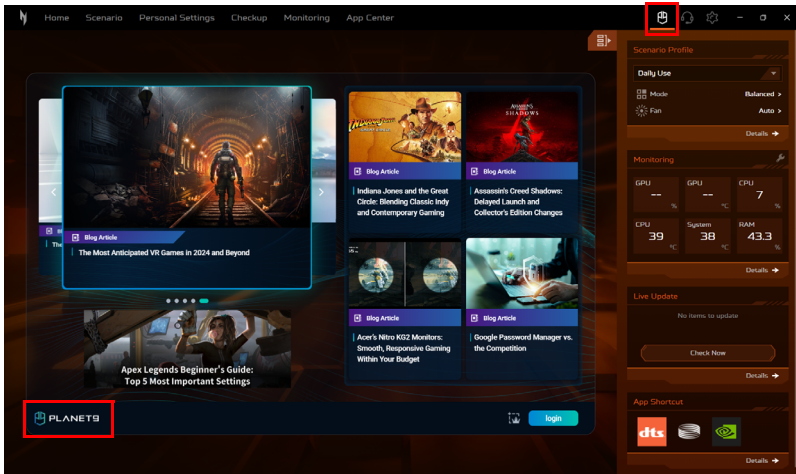 Home Scenario Personal Settings Checkup Monitoring App Center
Scenario Profile
Daily Use
Mode Balanced >
Fan Auto >
Details
Monitoring
GPU
--
%
GPU
--
°C
CPU
7
%
CPU
39
°C
System
38
°C
RAM
43.3
%
Details
Live Update
No items to update
Check Now
Details
App Shortcut
dts
Details
Blog Article
The Most Anticipated VR Games in 2024 and Beyond
INDIANA JONES
Blog Article
Indiana Jones and the Great
Circle: Blending Classic Indy
and Contemporary Gaming
ASSASSIN'S
CREED
SHADOWS
Blog Article
Assassin's Creed Shadows:
Delayed Launch and
Collector's Edition Changes
Blog Article
Acer's Nitro KG2 Monitors:
Smooth, Responsive Gaming
Within Your Budget
Blog Article
Google Password Manager vs.
the Competition
Apex Legends Beginner's Guide:
Top 5 Most Important Settings
PLANET9
login